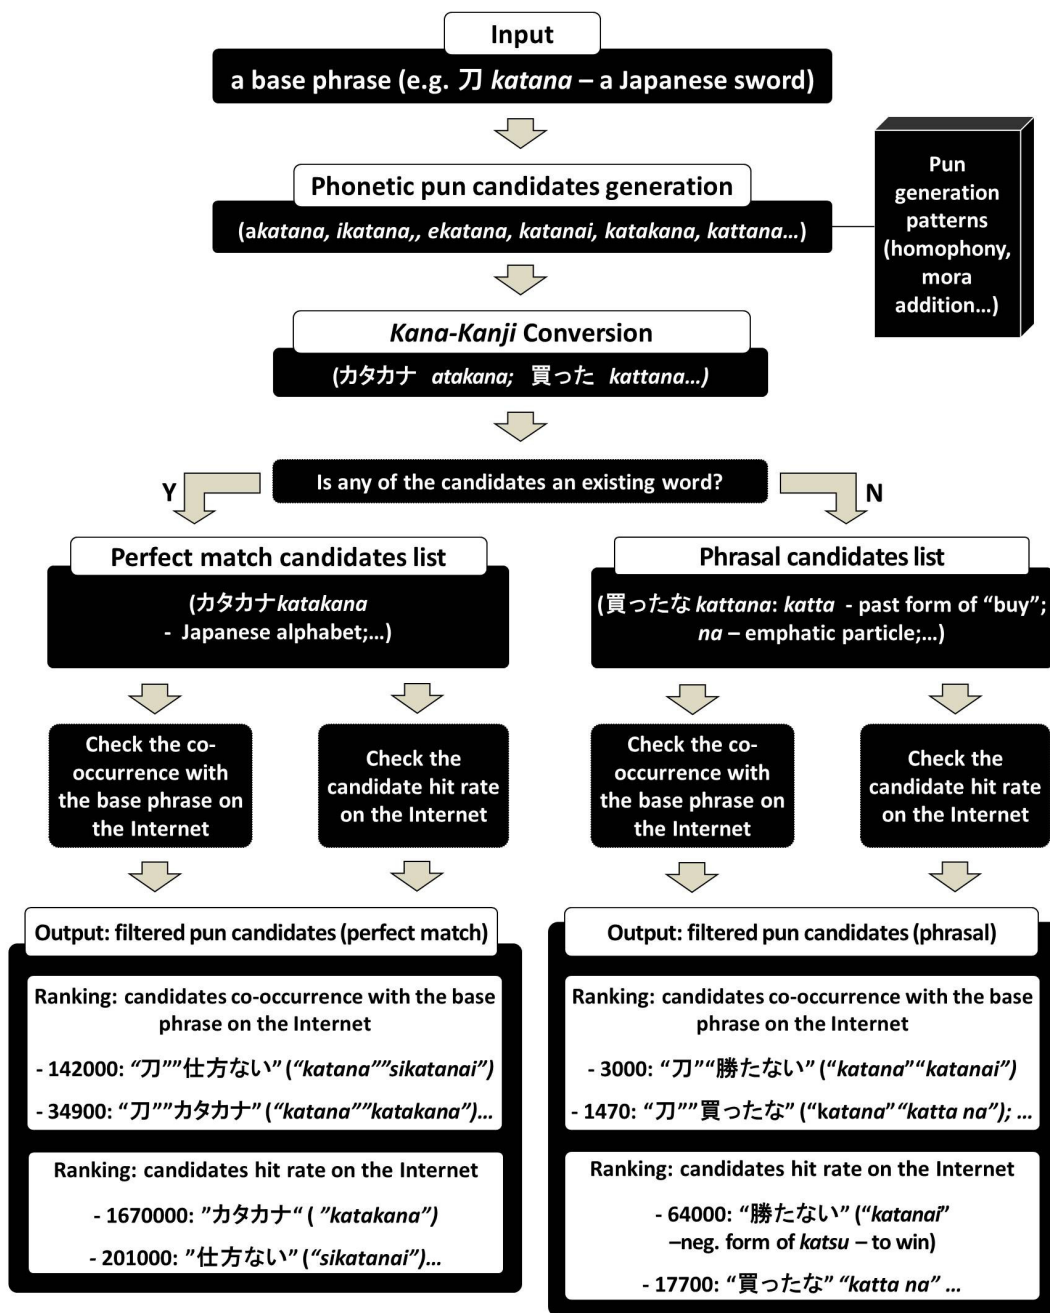 Input
a base phrase (e.g. 刀 katana – a Japanese sword)
Phonetic pun candidates generation
(akatana, ikatana,, ekatana, katanai, katakana, kattana…)
Pun
generation
patterns
(homophony,
mora
addition…)
Kana-Kanji Conversion
(カタカナ atakana; 買った kattana…)
Is any of the candidates an existing word?
Y
N
Perfect match candidates list
(カタカナkatakana
- Japanese alphabet;…)
Phrasal candidates list
(買ったな kattana: katta - past form of “buy”;
na – emphatic particle;…)
Check the co-
occurrence with
the base phrase on
the Internet
Check the
candidate hit rate
on the Internet
Check the co-
occurrence with
the base phrase on
the Internet
Check the
candidate hit rate
on the Internet
Output: filtered pun candidates (perfect match)
Ranking: candidates co-occurrence with the base
phrase on the Internet
- 142000: “刀””仕方ない” (“katana””sikatanai”)
- 34900: “刀””カタカナ” (“katana””katakana”)…
Ranking: candidates hit rate on the Internet
- 1670000: ”カタカナ“ ( ”katakana”)
- 201000: ”仕方ない” (“sikatanai”)…
Output: filtered pun candidates (phrasal)
Ranking: candidates co-occurrence with the base
phrase on the Internet
- 3000: “刀”“勝たない” (“katana”“katanai”)
- 1470: “刀””買ったな” (“katana”“katta na”); …
Ranking: candidates hit rate on the Internet
- 64000: “勝たない” (“katanai”
–neg. form of katsu – to win)
- 17700: “買ったな” “katta na” …